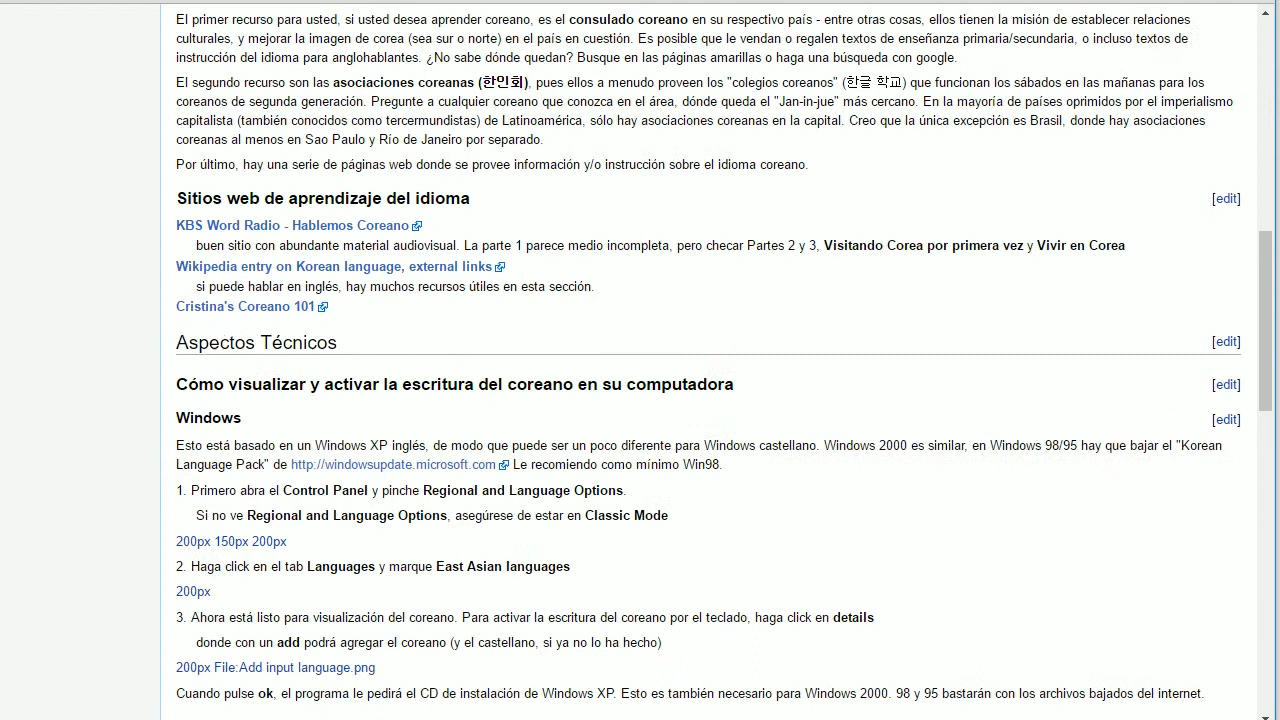 El primer recurso para usted, si usted desea aprender coreano, es el consulado coreano en su respectivo país - entre otras cosas, ellos tienen la misión de establecer relaciones
culturales, y mejorar la imagen de corea (sea sur o norte) en el país en cuestión. Es posible que le vendan o regalen textos de enseñanza primaria/secundaria, o incluso textos de
instrucción del idioma para anglohablantes. ¿No sabe dónde quedan? Busque en las páginas amarillas o haga una búsqueda con google.
El segundo recurso son las asociaciones coreanas (한민회), pues ellos a menudo proveen los "colegios coreanos" (한글 학교) que funcionan los sábados en las mañanas para los
coreanos de segunda generación. Pregunte a cualquier coreano que conozca en el área, dónde queda el "Jan-in-jue" más cercano. En la mayoría de países oprimidos por el imperialismo
capitalista (también conocidos como tercermundistas) de Latinoamérica, sólo hay asociaciones coreanas en la capital. Creo que la única excepción es Brasil, donde hay asociaciones
coreanas al menos en Sao Paulo y Río de Janeiro por separado.
Por último, hay una serie de páginas web donde se provee información y/o instrucción sobre el idioma coreano.
Sitios web de aprendizaje del idioma [edit]
KBS Word Radio - Hablemos Coreano
buen sitio con abundante material audiovisual. La parte 1 parece medio incompleta, pero checar Partes 2 y 3, Visitando Corea por primera vez y Vivir en Corea
Wikipedia entry on Korean language, external links
si puede hablar en inglés, hay muchos recursos útiles en esta sección.
Cristina's Coreano 101
Aspectos Técnicos [edit]
Cómo visualizar y activar la escritura del coreano en su computadora [edit]
Windows [edit]
Esto está basado en un Windows XP inglés, de modo que puede ser un poco diferente para Windows castellano. Windows 2000 es similar, en Windows 98/95 hay que bajar el "Korean
Language Pack" de http://windowsupdate.microsoft.com Le recomiendo como mínimo Win98.
1. Primero abra el Control Panel y pinche Regional and Language Options.
Si no ve Regional and Language Options, asegúrese de estar en Classic Mode
200px 150px 200px
2. Haga click en el tab Languages y marque East Asian languages
200px
3. Ahora está listo para visualización del coreano. Para activar la escritura del coreano por el teclado, haga click en details
donde con un add podrá agregar el coreano (y el castellano, si ya no lo ha hecho)
200px File:Add input language.png
Cuando pulse ok, el programa le pedirá el CD de instalación de Windows XP. Esto es también necesario para Windows 2000. 98 y 95 bastarán con los archivos bajados del internet.